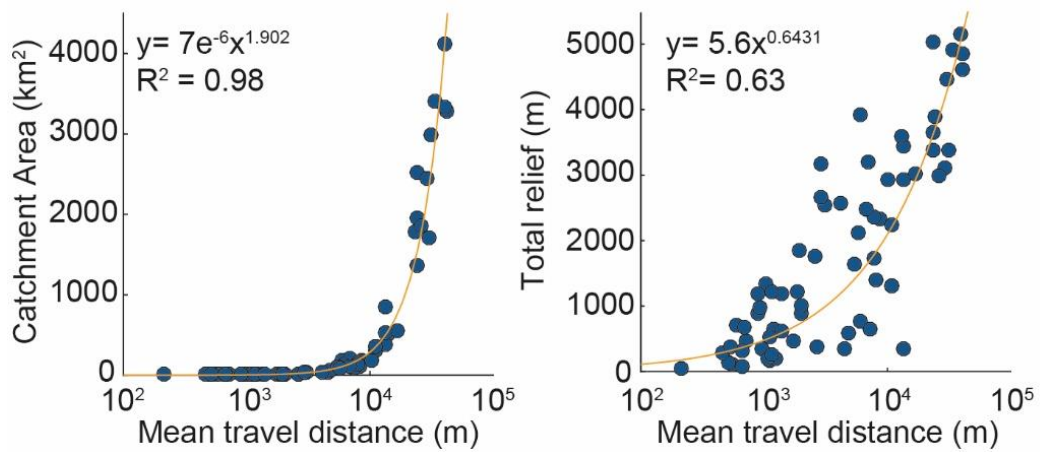 y= 7e-6x1.902
R2 = 0.98
Catchment Area (km2)
4000
3000
2000
1000
0
102 103 104 105
Mean travel distance (m)
y= 5.6x0.6431
R2= 0.63
Total relief (m)
5000
4000
3000
2000
1000
0
102 103 104 105
Mean travel distance (m)